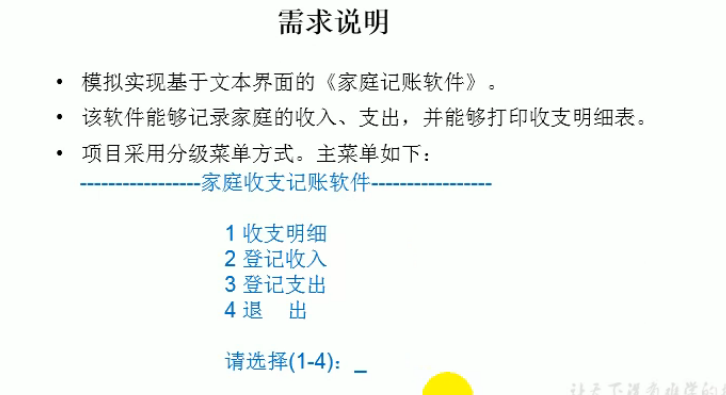 需求说明
• 模拟实现基于文本界面的《家庭记账软件》。
• 该软件能够记录家庭的收入、支出，并能够打印收支明细表。
• 项目采用分级菜单方式。主菜单如下：
-----------------家庭收支记账软件-----------------
1 收支明细
2 登记收入
3 登记支出
4 退 出
请选择(1-4)：_